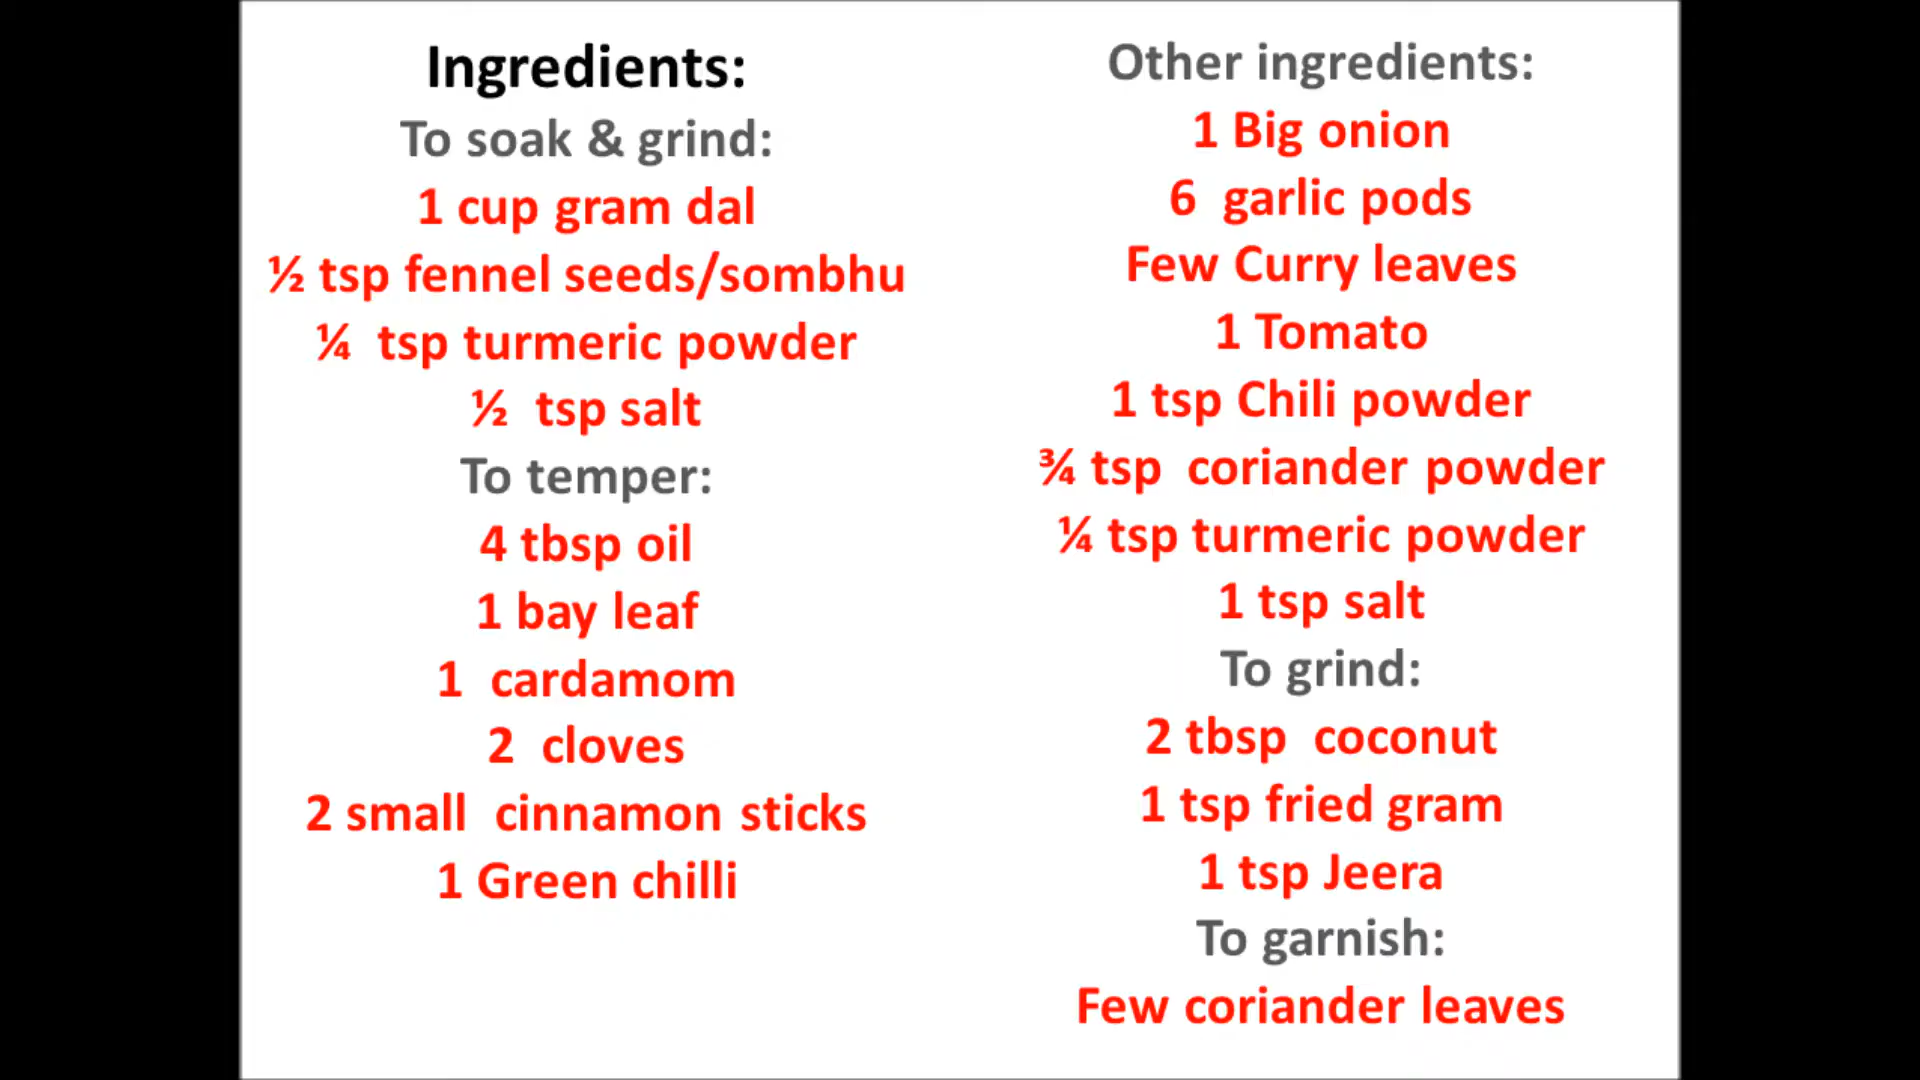 Ingredients:
To soak & grind:
1 cup gram dal
½ tsp fennel seeds/sombhu
¼ tsp turmeric powder
½ tsp salt
To temper:
4 tbsp oil
1 bay leaf
1 cardamom
2 cloves
2 small cinnamon sticks
1 Green chilli
Other ingredients:
1 Big onion
6 garlic pods
Few Curry leaves
1 Tomato
1 tsp Chili powder
¾ tsp coriander powder
¼ tsp turmeric powder
1 tsp salt
To grind:
2 tbsp coconut
1 tsp fried gram
1 tsp Jeera
To garnish:
Few coriander leaves